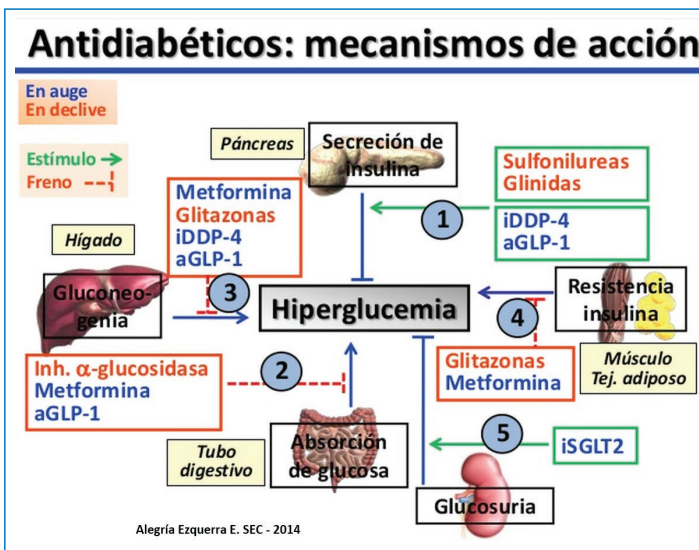 Antidiabéticos: mecanismos de acción
En auge
En declive
Estímulo
Freno
Páncreas
Secreción de
insulina
Sulfonilureas
Glinidas
iDDP-4
aGLP-1
1
Metformina
Glitazonas
iDDP-4
aGLP-1
Hígado
Gluconeo-
genia
3
Hiperglucemia
Resistencia
insulina
4
Músculo
Tej. adiposo
Glitazonas
Metformina
Inh. α-glucosidasa
Metformina
aGLP-1
2
Tubo
digestivo
Absorción
de glucosa
5
iSGLT2
Glucosuria
Alegría Ezquerra E. SEC - 2014